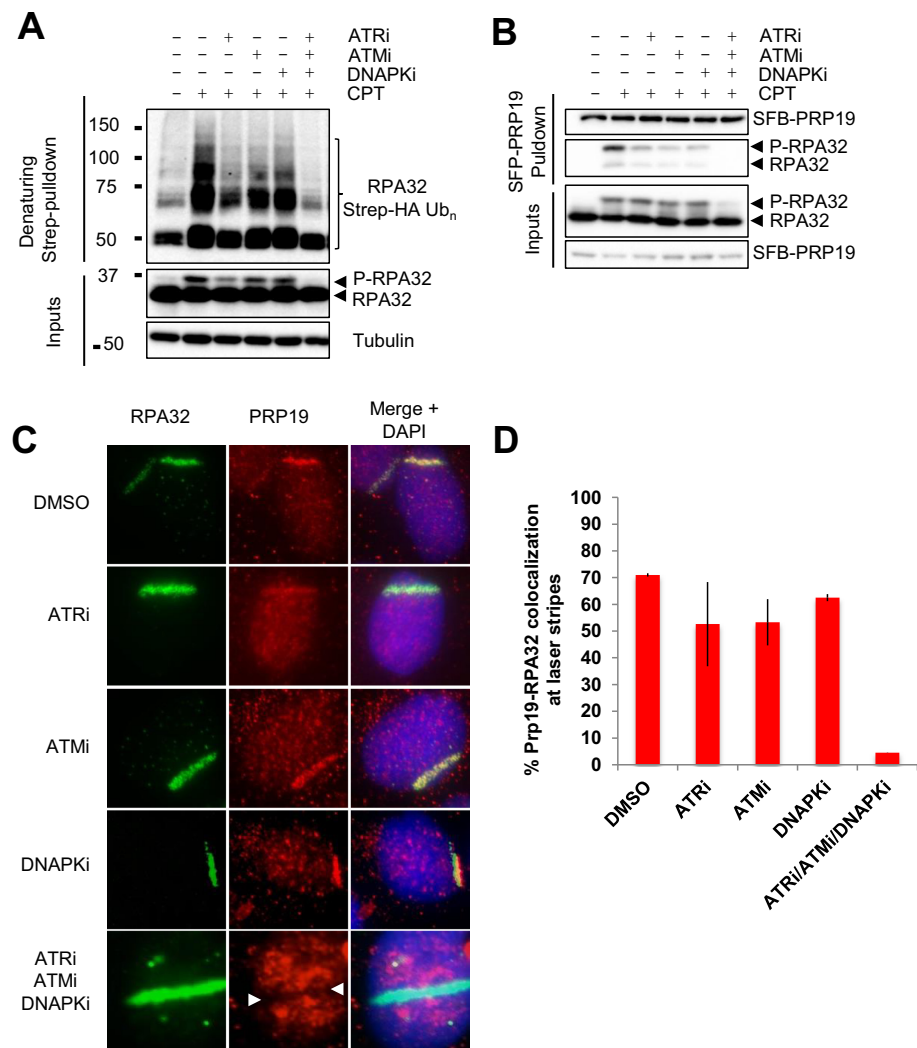 A
– – + – – + ATRi
– – – + – + ATMi
– – – – + + DNAPKi
– + + + + + CPT
Denaturing
Strep-pulldown
150
100
75
50
RPA32
Strep-HA Ubn
Inputs
37
P-RPA32
RPA32
50
Tubulin
B
– – + – – + ATRi
– – – + – + ATMi
– – – – + + DNAPKi
– + + + + + CPT
SFP-PRP19
Puldown
SFB-PRP19
P-RPA32
RPA32
Inputs
P-RPA32
RPA32
SFB-PRP19
C
RPA32
PRP19
Merge +
DAPI
DMSO
ATRi
ATMi
DNAPKi
ATRi
ATMi
DNAPKi
D
% Prp19-RPA32 colocalization
at laser stripes
100
90
80
70
60
50
40
30
20
10
0
DMSO
ATRi
ATMi
DNAPKi
ATRi/ATMi/DNAPKi